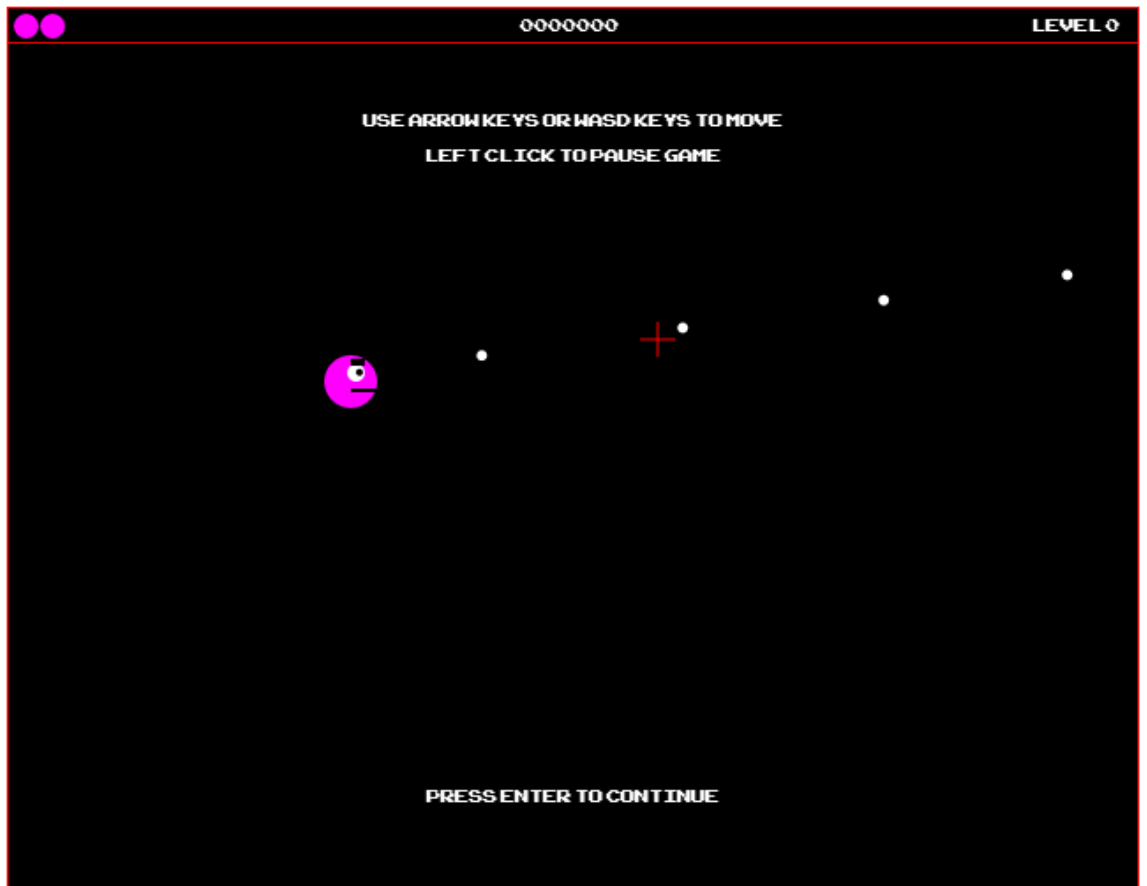 0000000
LEVEL 0
USE ARROW KEYS OR WASD KEYS TO MOVE
LEFT CLICK TO PAUSE GAME
PRESS ENTER TO CONTINUE